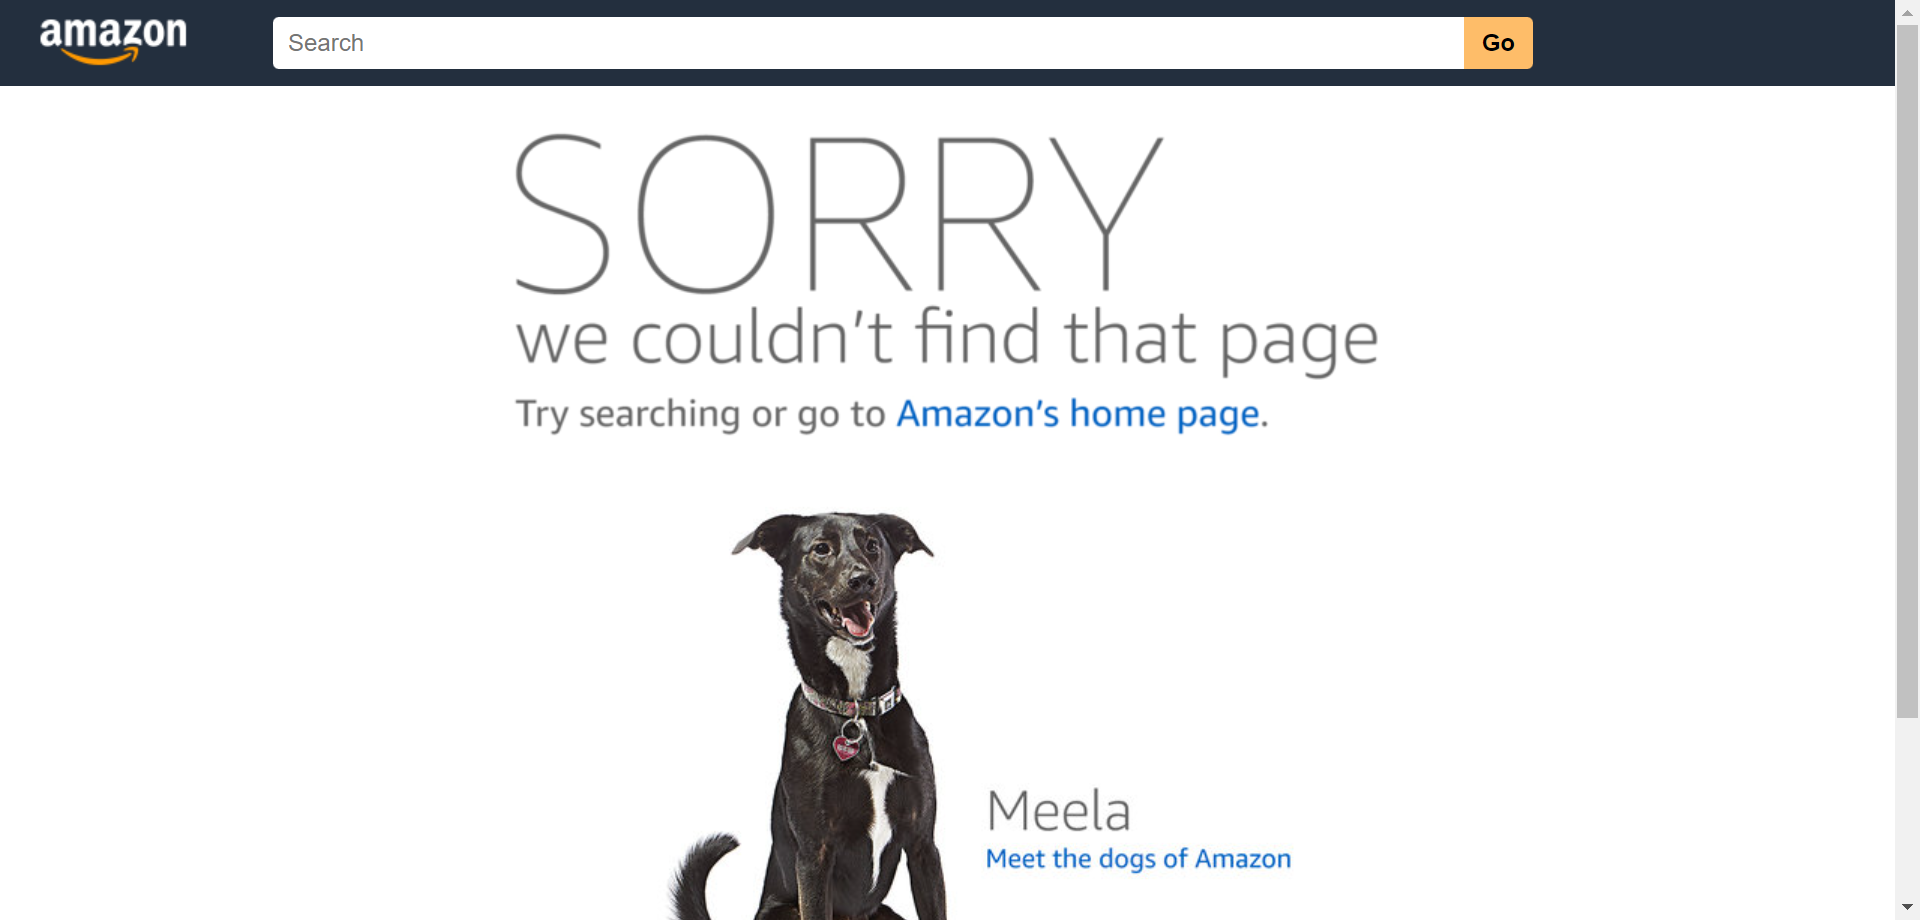 amazon
Search
Go
SORRY
we couldn't find that page
Try searching or go to Amazon's home page.
Meela
Meet the dogs of Amazon